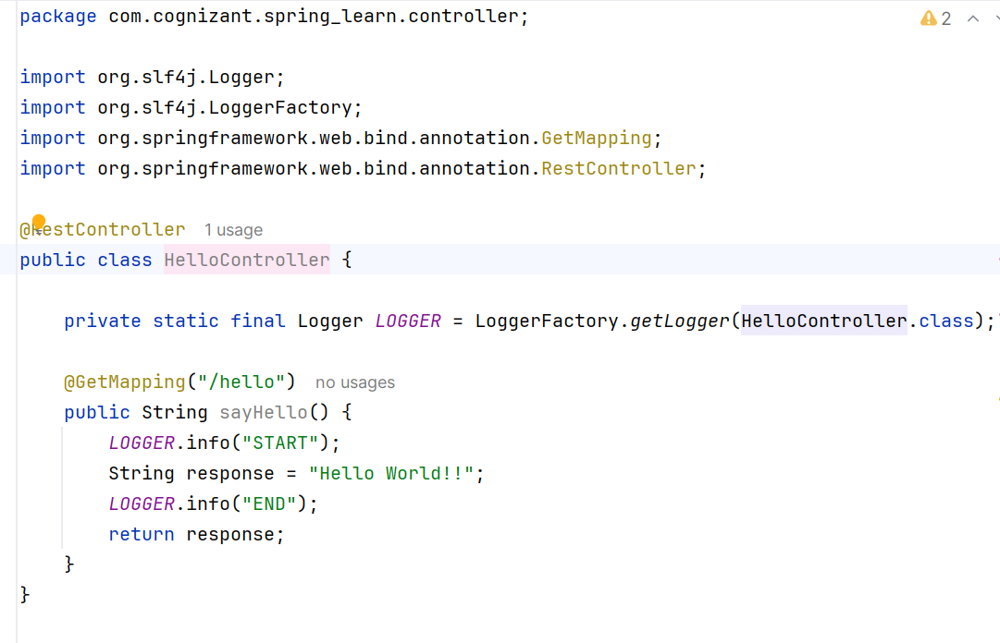 package com.cognizant.spring_learn.controller;
2
import org.slf4j.Logger;
import org.slf4j.LoggerFactory;
import org.springframework.web.bind.annotation.GetMapping;
import org.springframework.web.bind.annotation.RestController;
@RestController 1 usage
public class HelloController {
private static final Logger LOGGER = LoggerFactory.getLogger(HelloController.class);
@GetMapping("/hello") no usages
public String sayHello() {
LOGGER.info("START");
String response = "Hello World!!";
LOGGER.info("END");
return response;
}
}